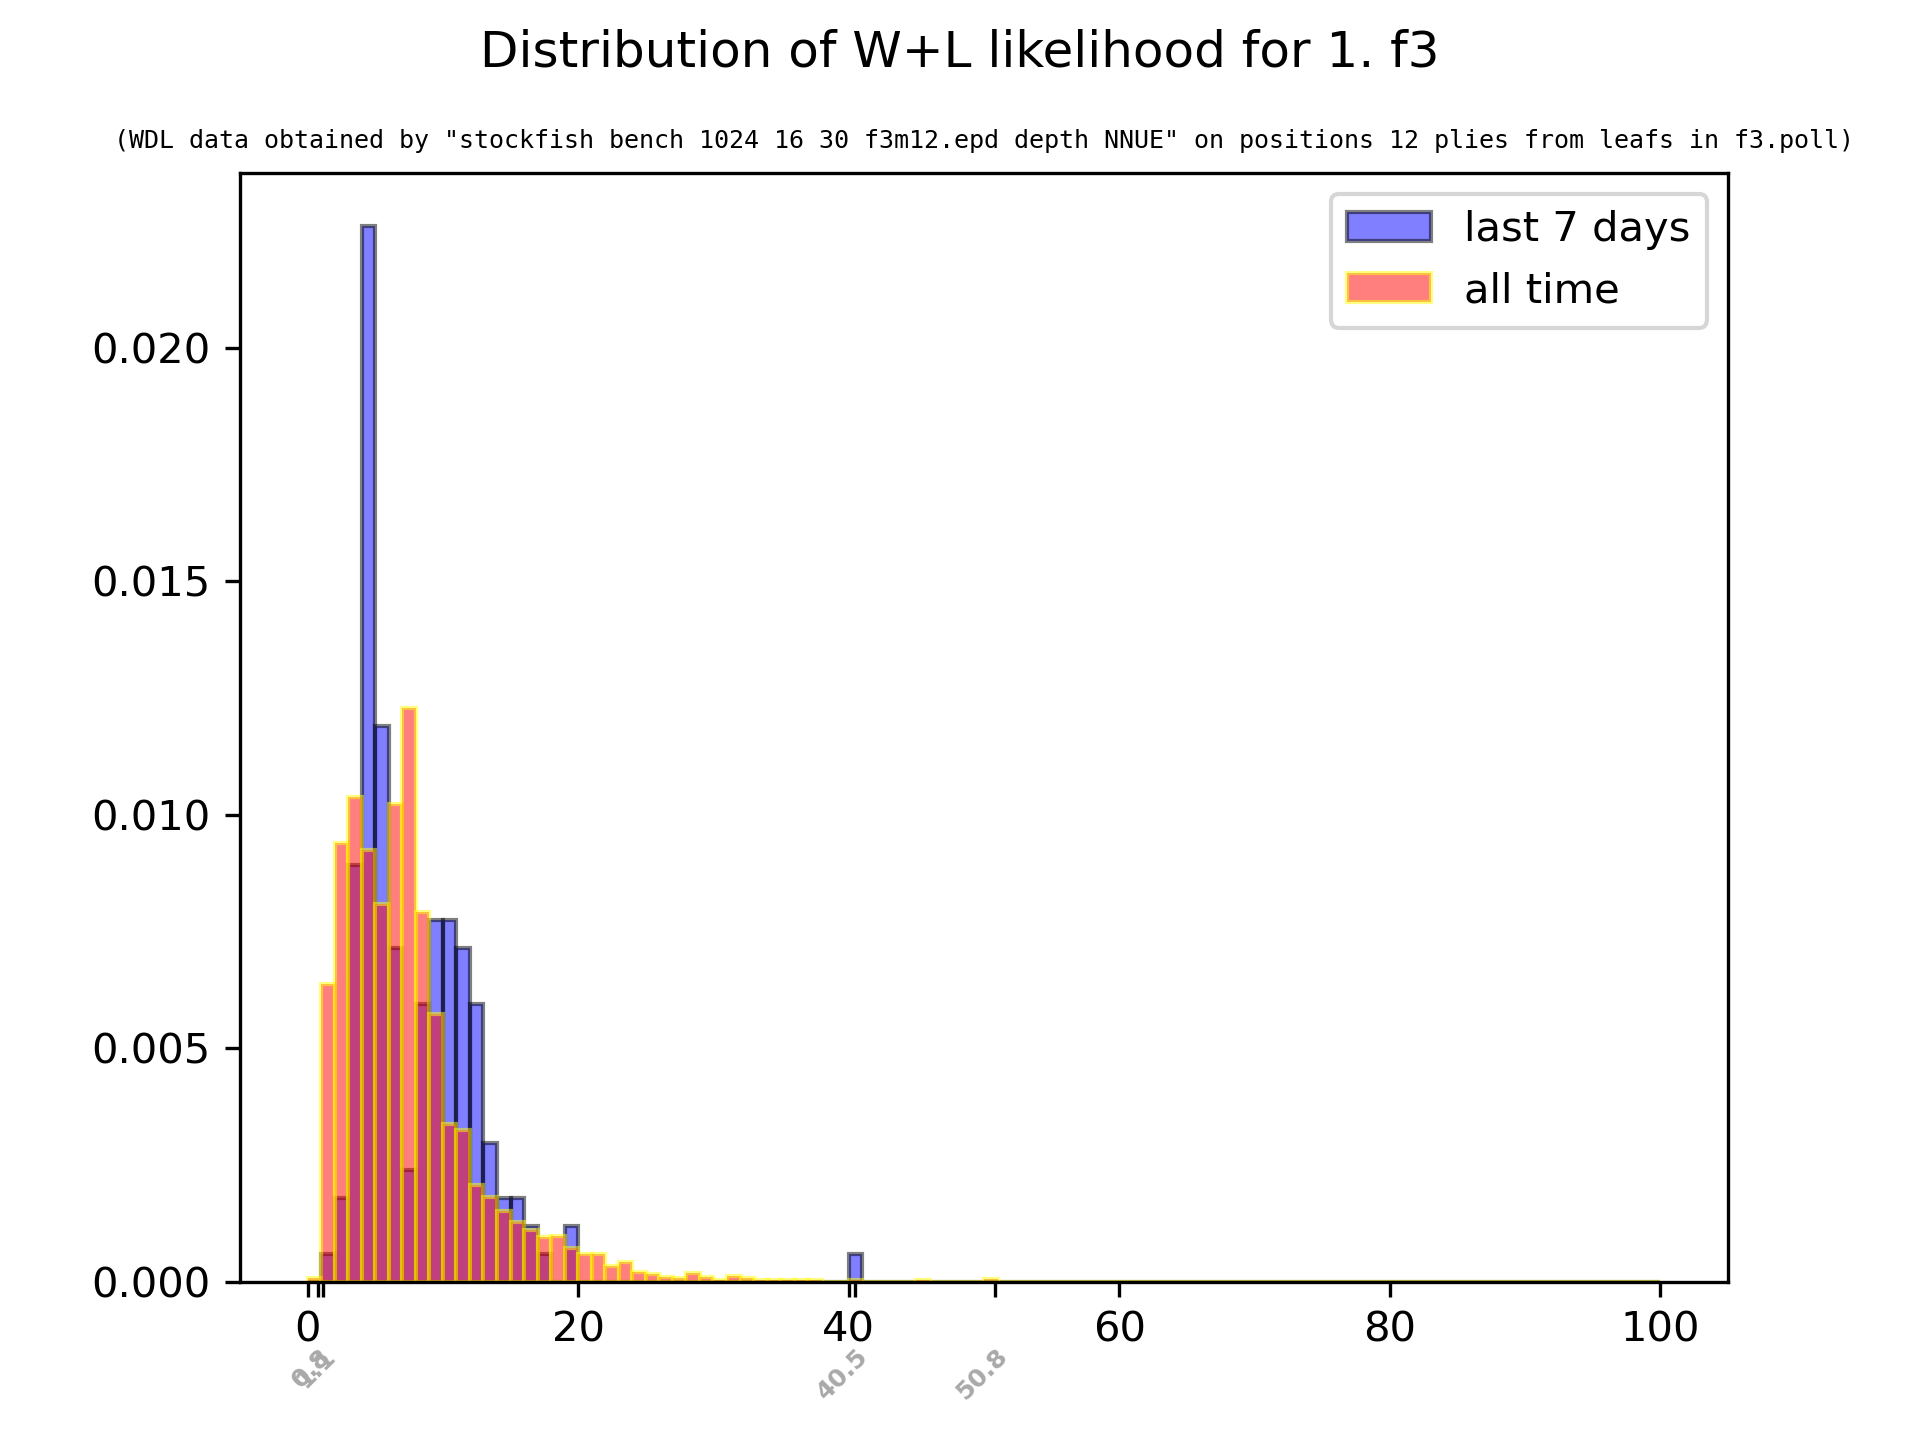 Distribution of W+L likelihood for 1. f3
(WDL data obtained by "stockfish bench 1024 16 30 f3m12.epd depth NNUE" on positions 12 plies from leafs in f3.poll)
last 7 days
all time
0.020
0.015
0.010
0.005
0.000
0 20 40 60 80 100
40.5 50.8